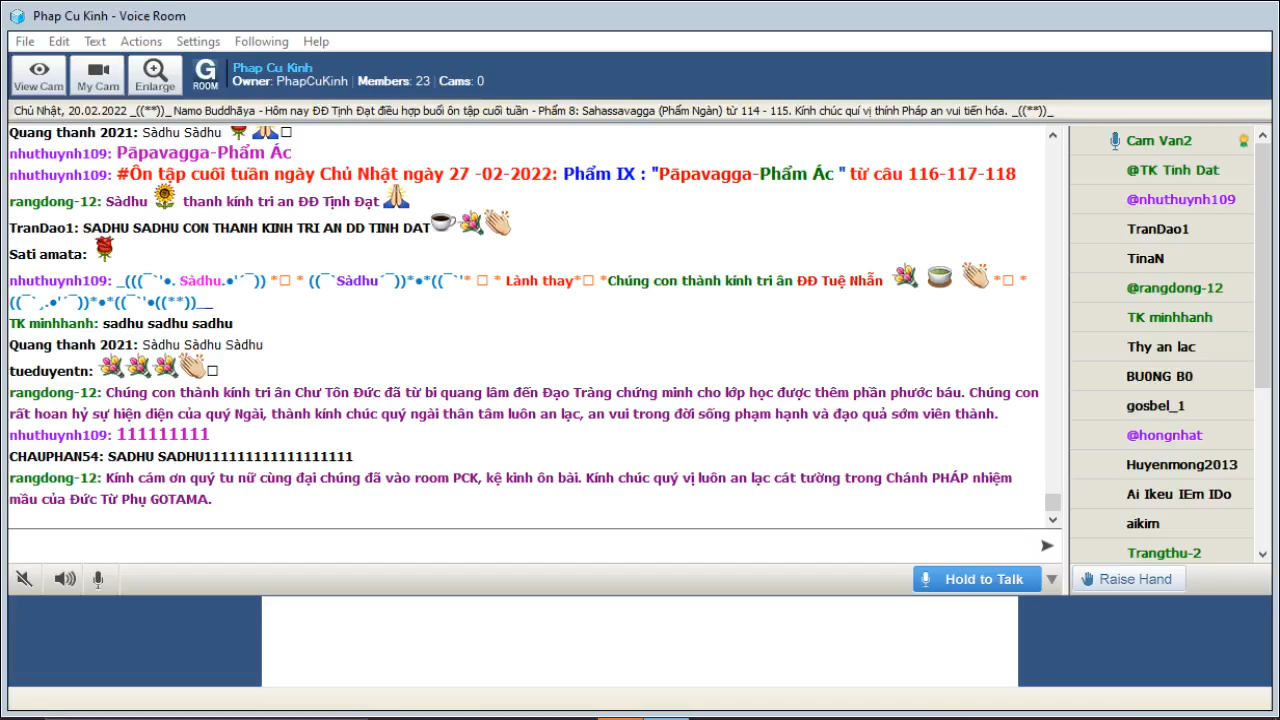 Phap Cu Kinh - Voice Room
File Edit Text Actions Settings Following Help
View Cam My Cam Enlarge G ROOM Phap Cu Kinh
Owner: PhapCuKinh | Members: 23 | Cams: 0
Chủ Nhật, 20.02.2022 _((**))_ Namo Buddhāya - Hôm nay ĐĐ Tịnh Đạt điều hợp buổi ôn tập cuối tuần - Phẩm 8: Sahassavagga (Phẩm Ngàn) từ 114 - 115. Kính chúc quí vị thính Pháp an vui tiến hóa. _((**))_
Quang thanh 2021: Sàdhu Sàdhu
nhuthuynh109: Pāpavagga-Phẩm Ác
nhuthuynh109: #Ôn tập cuối tuần ngày Chủ Nhật ngày 27 -02-2022: Phẩm IX : "Pāpavagga-Phẩm Ác " từ câu 116-117-118
rangdong-12: Sàdhu thanh kính tri an ĐĐ Tịnh Đạt
TranDao1: SADHU SADHU CON THANH KINH TRI AN DD TINH DAT
Sati amata:
nhuthuynh109: _(((¯`'●. Sàdhu.●'´¯)) *□ * ((¯`Sàdhu´¯))*●*((¯`'* □ * Lành thay*□ *Chúng con thành kính tri ân ĐĐ Tuệ Nhẫn *□ *
((¯`¸.●'´¯))*●*((¯`'●((**))__
TK minhhanh: sadhu sadhu sadhu
Quang thanh 2021: Sàdhu Sàdhu Sàdhu
tueduyentn:
rangdong-12: Chúng con thành kính tri ân Chư Tôn Đức đã từ bi quang lâm đến Đạo Tràng chứng minh cho lớp học được thêm phần phước báu. Chúng con
rất hoan hỷ sự hiện diện của quý Ngài, thành kính chúc quý ngài thân tâm luôn an lạc, an vui trong đời sống phạm hạnh và đạo quả sớm viên thành.
nhuthuynh109: 111111111
CHAUPHAN54: SADHU SADHU111111111111111111
rangdong-12: Kính cám ơn quý tu nữ cùng đại chúng đã vào room PCK, kệ kinh ôn bài. Kính chúc quý vị luôn an lạc cát tường trong Chánh PHÁP nhiệm
mầu của Đức Từ Phụ GOTAMA.
Cam Van2
@TK Tinh Dat
@nhuthuynh109
TranDao1
TinaN
@rangdong-12
TK minhhanh
Thy an lac
BU0NG B0
gosbel_1
@hongnhat
Huyenmong2013
Ai Ikeu IEm IDo
aikim
Trangthu-2
Hold to Talk
Raise Hand